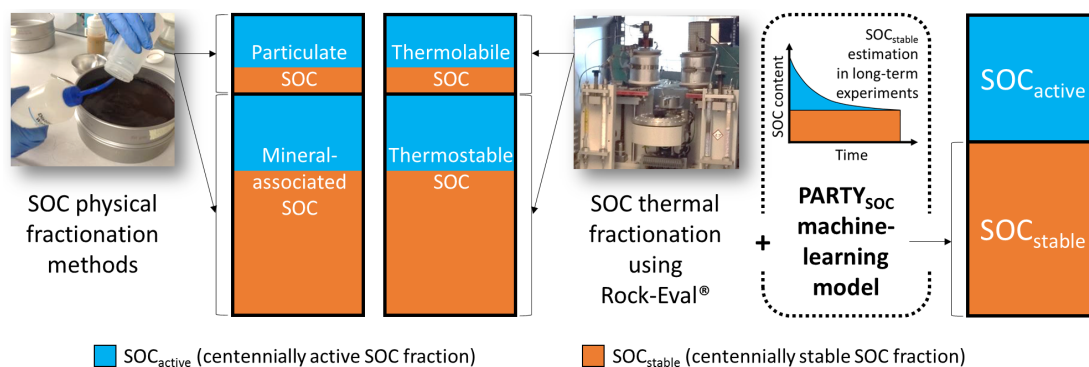 SOC physical
fractionation
methods
Particulate
SOC
Mineral-
associated
SOC
Thermolabile
SOC
Thermostable
SOC
SOC thermal
fractionation
using
Rock-Eval®
+
SOC content
SOCstable
estimation
in long-term
experiments
Time
PARTYSOC
machine-
learning
model
SOCactive
SOCstable
SOCactive (centennially active SOC fraction)
SOCstable (centennially stable SOC fraction)